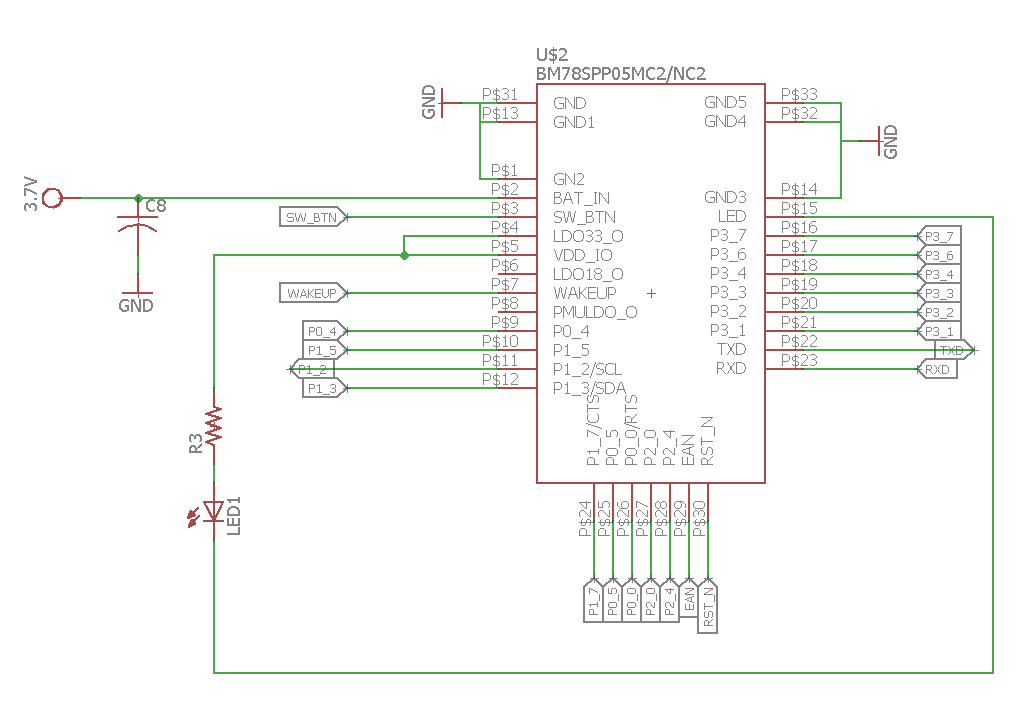 U$2
BM78SPP05MC2/NC2
GND
P$31
GND
GND5
P$33
P$13
GND1
GND4
P$32
GND
P$1
GN2
3.7V
P$2
BAT_IN
GND3
P$14
C8
SW_BTN
P$3
SW_BTN
LED
P$15
P$4
LDO33_O
P3_7
P$16
P3_7
P$5
VDD_IO
P3_6
P$17
P3_6
P$6
LDO18_O
P3_4
P$18
P3_4
WAKEUP
P$7
WAKEUP
P3_3
P$19
P3_3
GND
P$8
PMULDO_O
P3_2
P$20
P3_2
P0_4
P$9
P0_4
P3_1
P$21
P3_1
P1_5
P$10
P1_5
TXD
P$22
TXD
P1_2
P$11
P1_2/SCL
RXD
P$23
RXD
P1_3
P$12
P1_3/SDA
P1_7/CTS
P0_5
P0_0/RTS
P2_0
P2_4
EAN
RST_N
R3
LED1
P$24
P$25
P$26
P$27
P$28
P$29
P$30
P1_7
P0_5
P0_0
P2_0
P2_4
EAN
RST_N